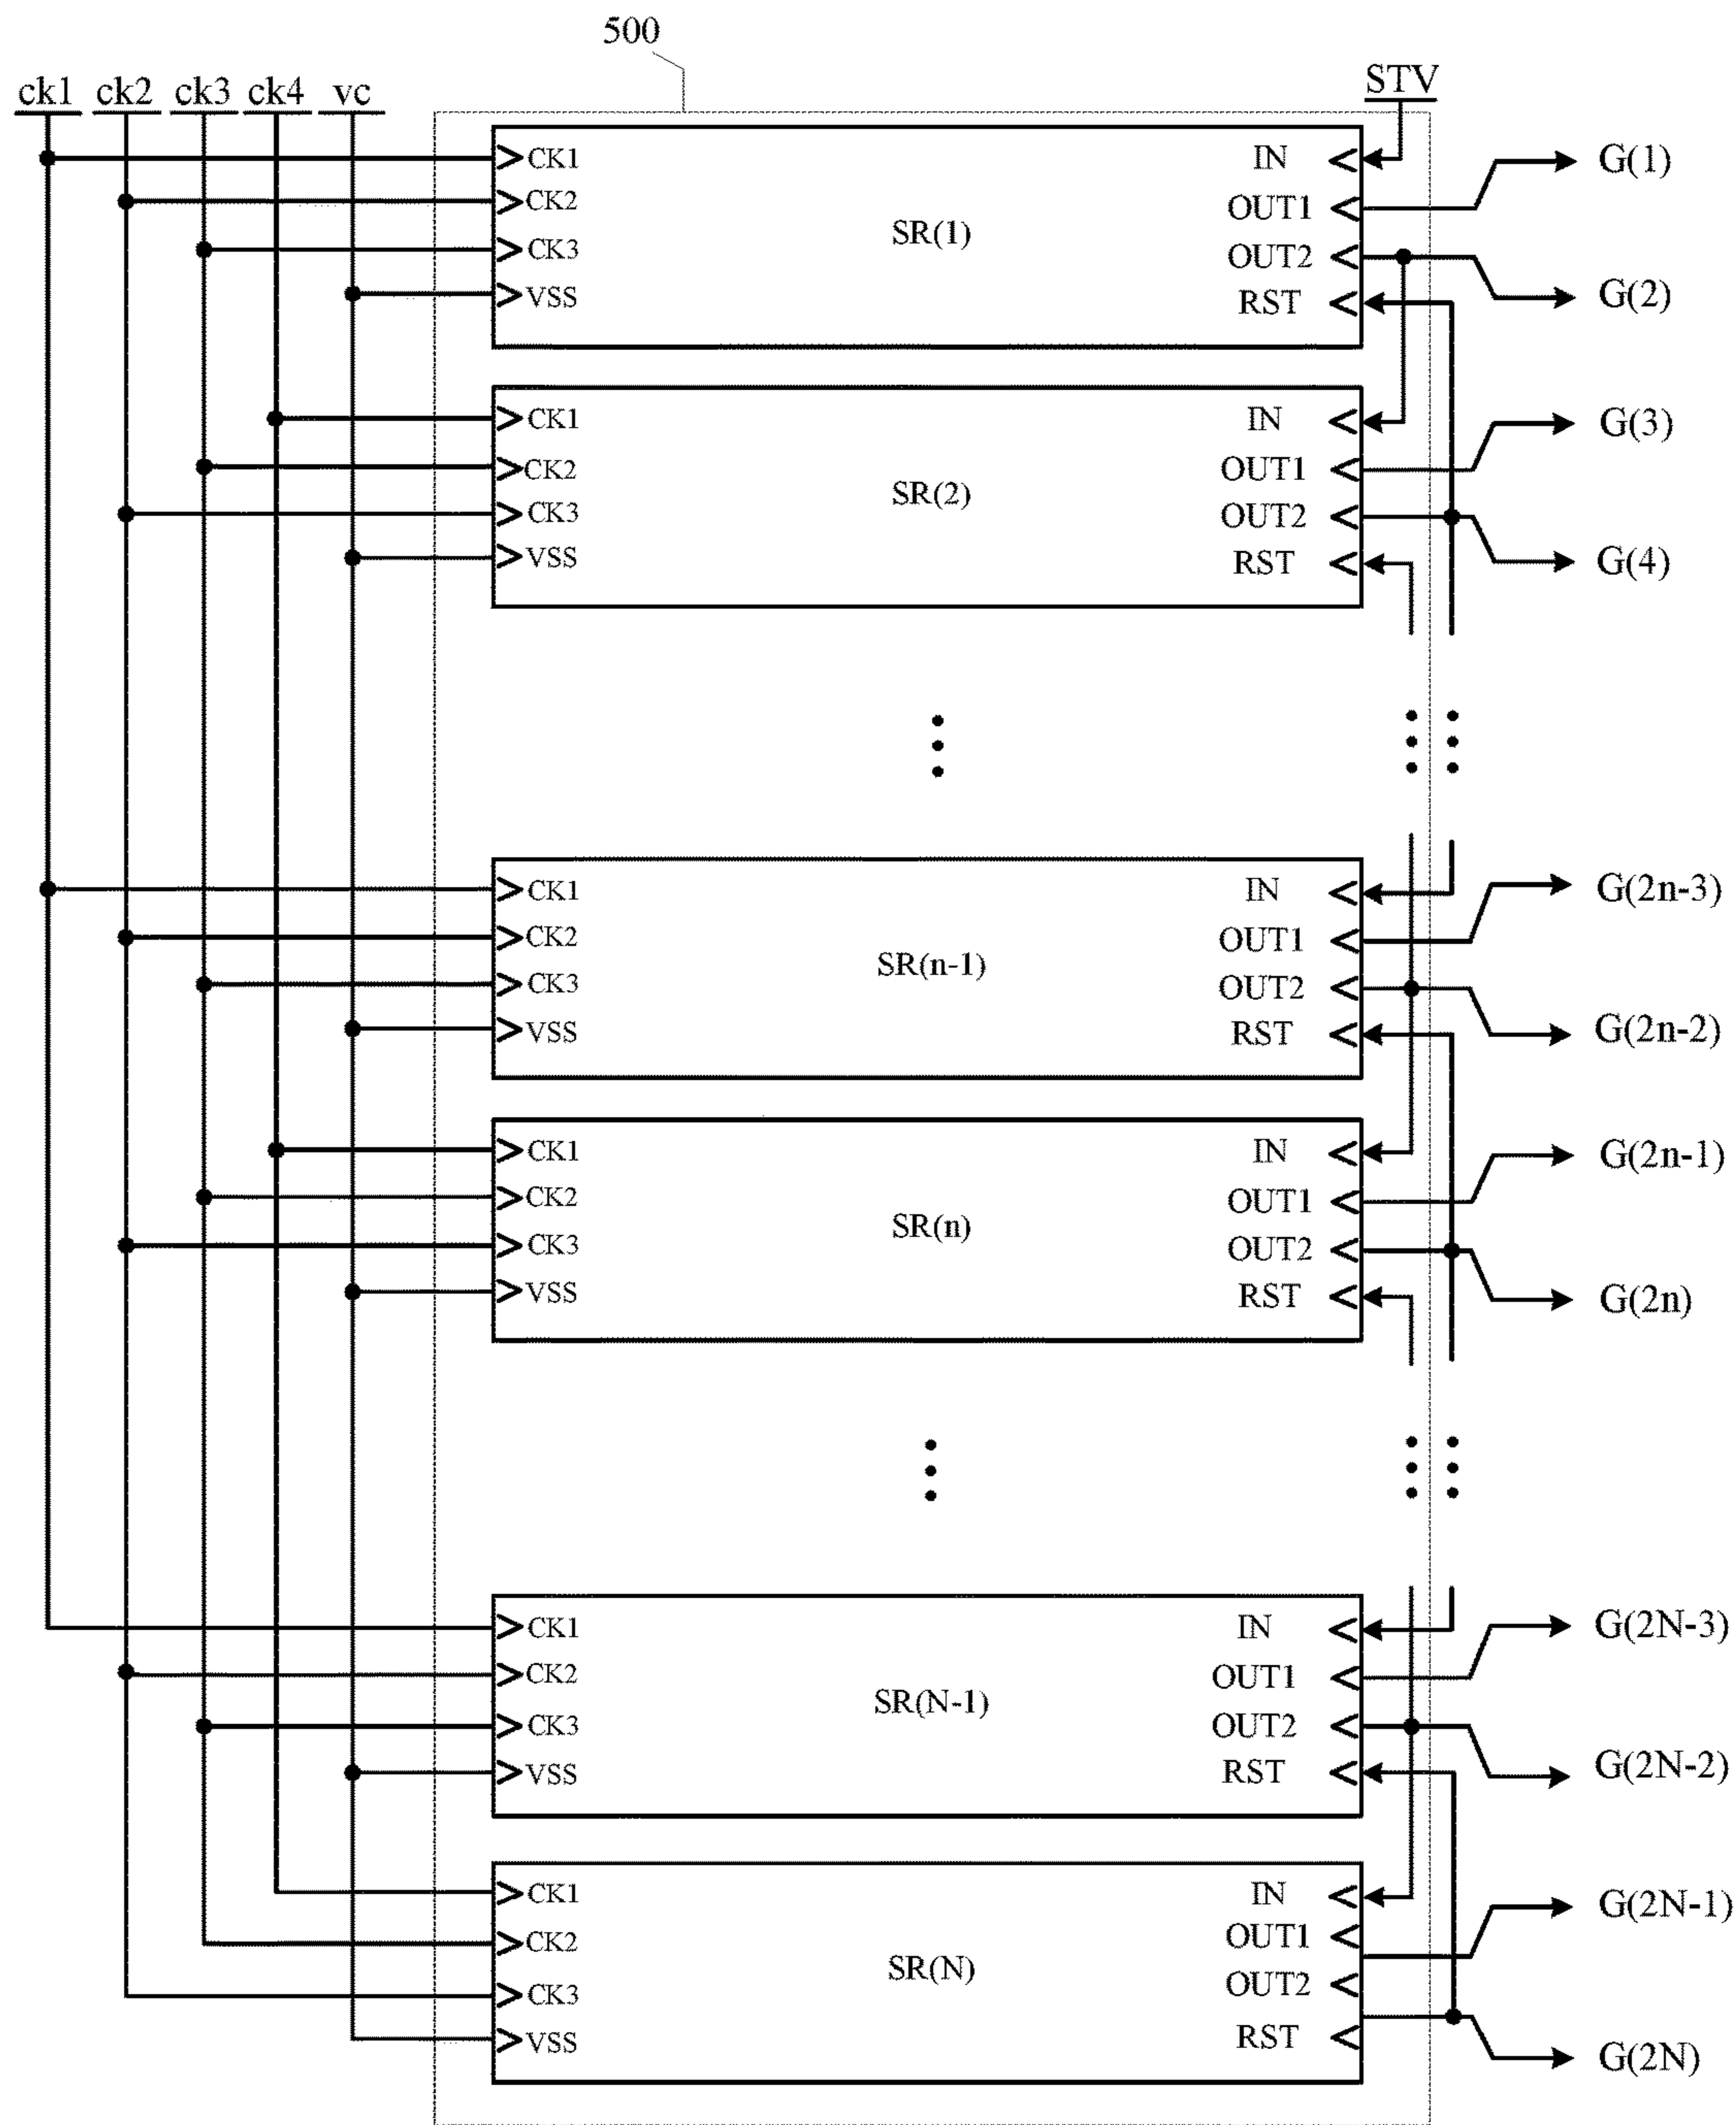 500
ck1 ck2 ck3 ck4 vc STV
CK1 IN G(1)
CK2 OUT1
CK3 SR(1) OUT2
VSS RST G(2)
CK1 IN G(3)
CK2 OUT1
CK3 SR(2) OUT2
VSS RST G(4)
CK1 IN G(2n-3)
CK2 OUT1
CK3 SR(n-1) OUT2
VSS RST G(2n-2)
CK1 IN G(2n-1)
CK2 OUT1
CK3 SR(n) OUT2
VSS RST G(2n)
CK1 IN G(2N-3)
CK2 OUT1
CK3 SR(N-1) OUT2
VSS RST G(2N-2)
CK1 IN G(2N-1)
CK2 OUT1
CK3 SR(N) OUT2
VSS RST G(2N)